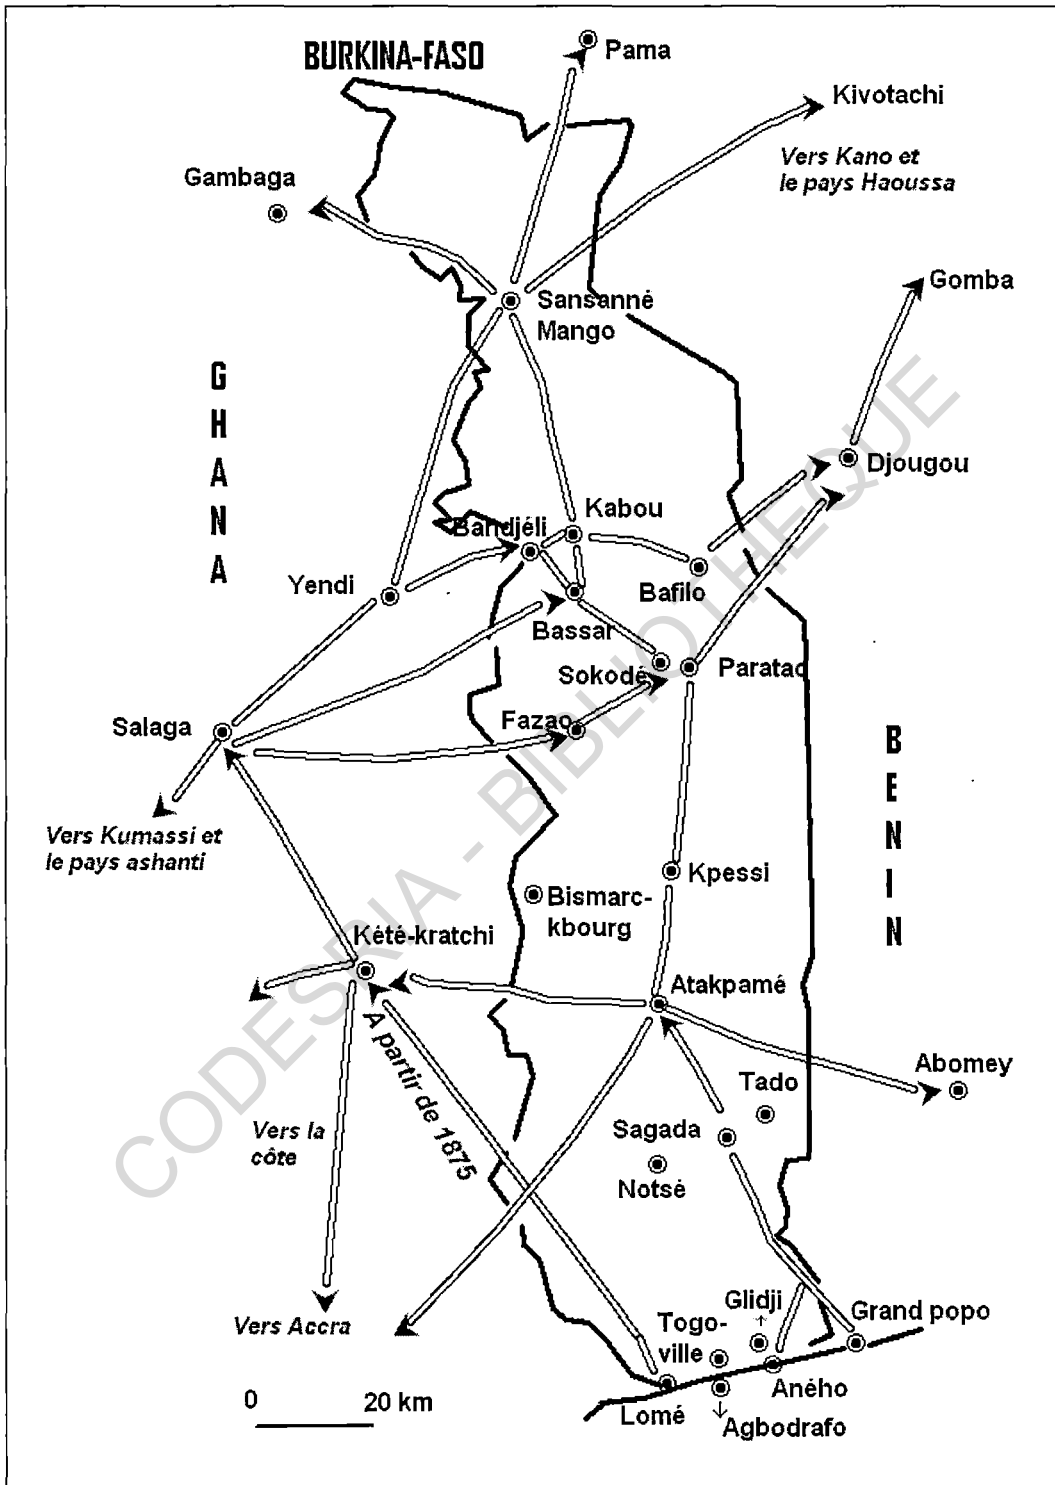 BURKINA-FASO
Pama
Kivotachi
Vers Kano et
le pays Haoussa
Gambaga
Gomba
Sansanné
Mango
GHANA
Djougou
Kabou
Bandjéli
Yendi
Bafilo
Bassar
Sokodé
Paratao
Salaga
Fazao
BENIN
Vers Kumassi et
le pays ashanti
Kpessi
Bismarc-
kbourg
Kété-kratchi
Atakpamé
A partir de 1875
Abomey
Tado
Vers la
côte
Sagada
Notsé
Glidji
Grand popo
Togo-
ville
Vers Accra
Aného
0 20 km
Lomé
Agbodrafo
CODESRIA - BIBLIOTHEQUE